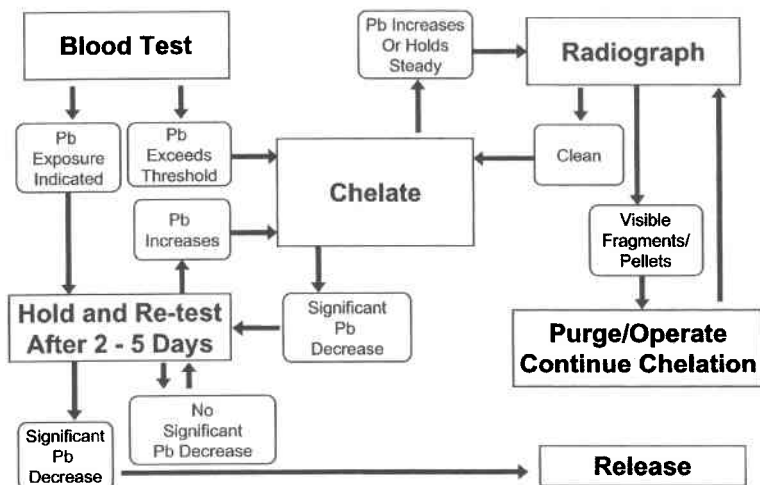 Blood Test
Pb Increases
Or Holds
Steady
Radiograph
Pb
Exposure
Indicated
Pb
Exceeds
Threshold
Clean
Chelate
Pb
Increases
Visible
Fragments/
Pellets
Hold and Re-test
After 2 - 5 Days
Significant
Pb
Decrease
Purge/Operate
Continue Chelation
No
Significant
Pb Decrease
Significant
Pb
Decrease
Release